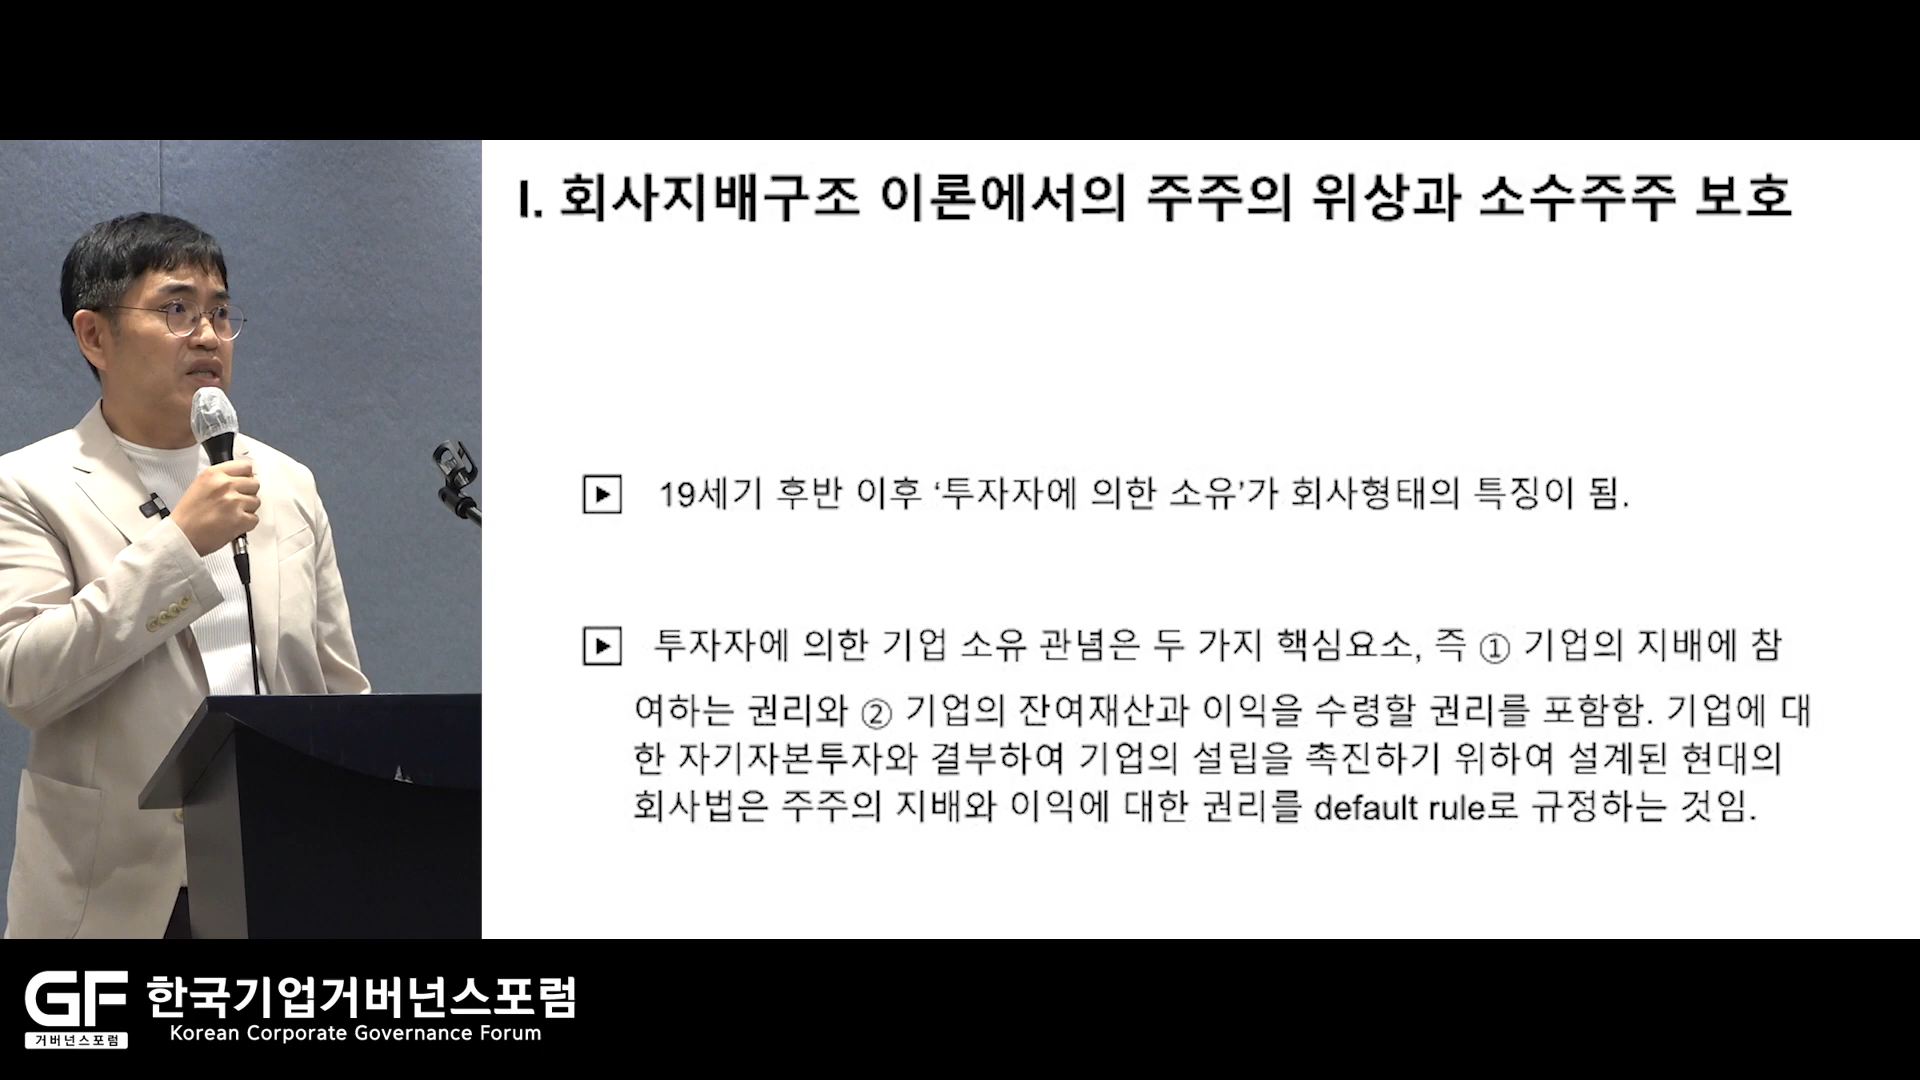 I. 회사지배구조 이론에서의 주주의 위상과 소수주주 보호
19세기 후반 이후 ‘투자자에 의한 소유’가 회사형태의 특징이 됨.
투자자에 의한 기업 소유 관념은 두 가지 핵심요소, 즉 ① 기업의 지배에 참
여하는 권리와 ② 기업의 잔여재산과 이익을 수령할 권리를 포함함. 기업에 대
한 자기자본투자와 결부하여 기업의 설립을 촉진하기 위하여 설계된 현대의
회사법은 주주의 지배와 이익에 대한 권리를 default rule로 규정하는 것임.
GF 한국기업거버넌스포럼
거버넌스포럼 Korean Corporate Governance Forum